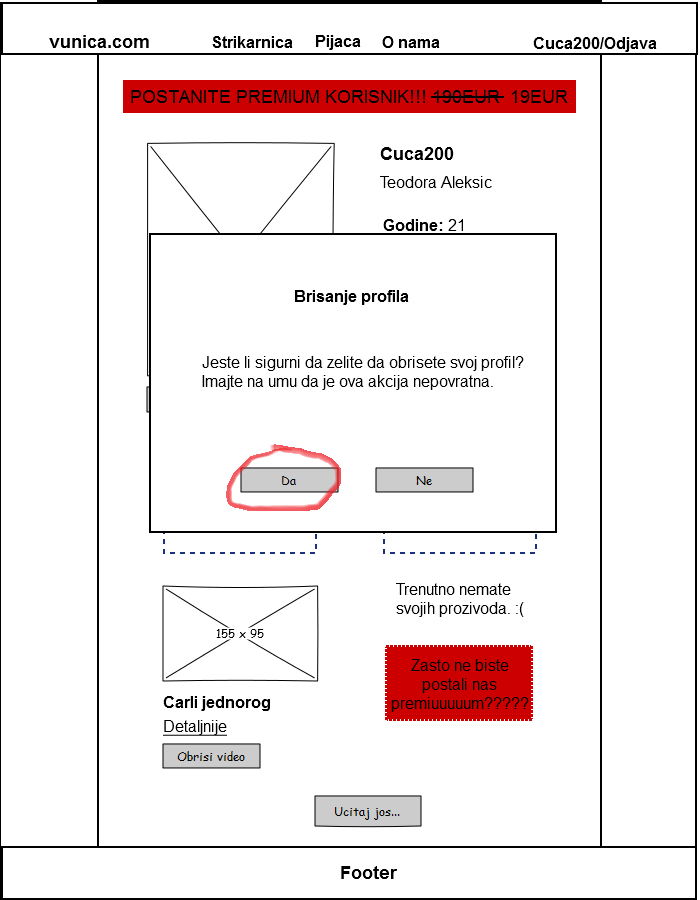 vunica.com Strikarnica Pijaca O nama Cuca200/Odjava
POSTANITE PREMIUM KORISNIK!!! 190EUR 19EUR
Cuca200
Teodora Aleksic
Godine: 21
Brisanje profila
Jeste li sigurni da zelite da obrisete svoj profil?
Imajte na umu da je ova akcija nepovratna.
Da Ne
155 x 95
Carli jednorog
Detaljnije
Obrisi video
Trenutno nemate
svojih prozivoda. :(
Zasto ne biste
postali nas
premiuuuuum?????
Ucitaj jos...
Footer